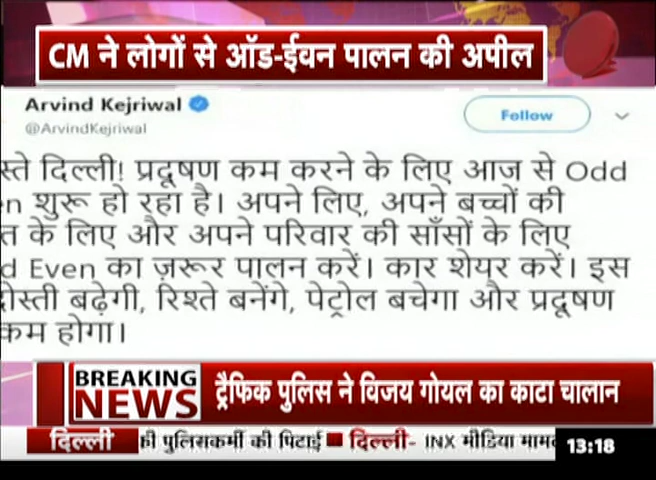 CM ने लोगों से ऑड-ईवन पालन की अपील
Arvind Kejriwal
@ArvindKejriwal
Follow
स्ते दिल्ली! प्रदूषण कम करने के लिए आज से Odd
n शुरू हो रहा है। अपने लिए, अपने बच्चों की
त के लिए और अपने परिवार की साँसों के लिए
d Even का ज़रूर पालन करें। कार शेयर करें। इस
दोस्ती बढ़ेगी, रिश्ते बनेंगे, पेट्रोल बचेगा और प्रदूषण
कम होगा।
BREAKING NEWS
ट्रैफिक पुलिस ने विजय गोयल का काटा चालान
दिल्ली की पुलिसकर्मी की पिटाई दिल्ली- INX मीडिया 13:18